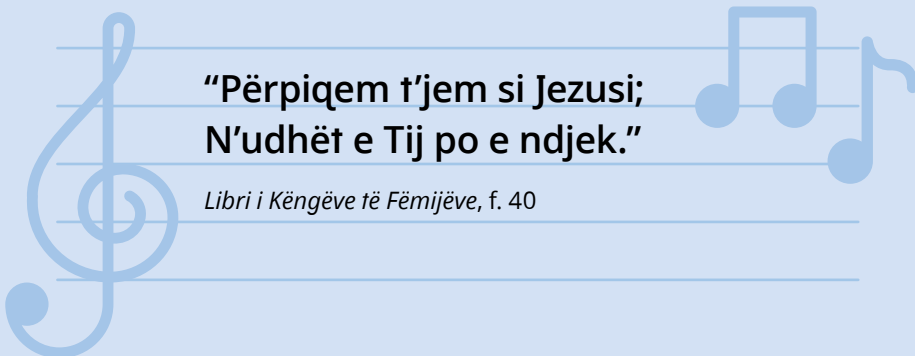 “Përpiqem t’jem si Jezusi;
N’udhët e Tij po e ndjek.”
Libri i Këngëve të Fëmijëve, f. 40